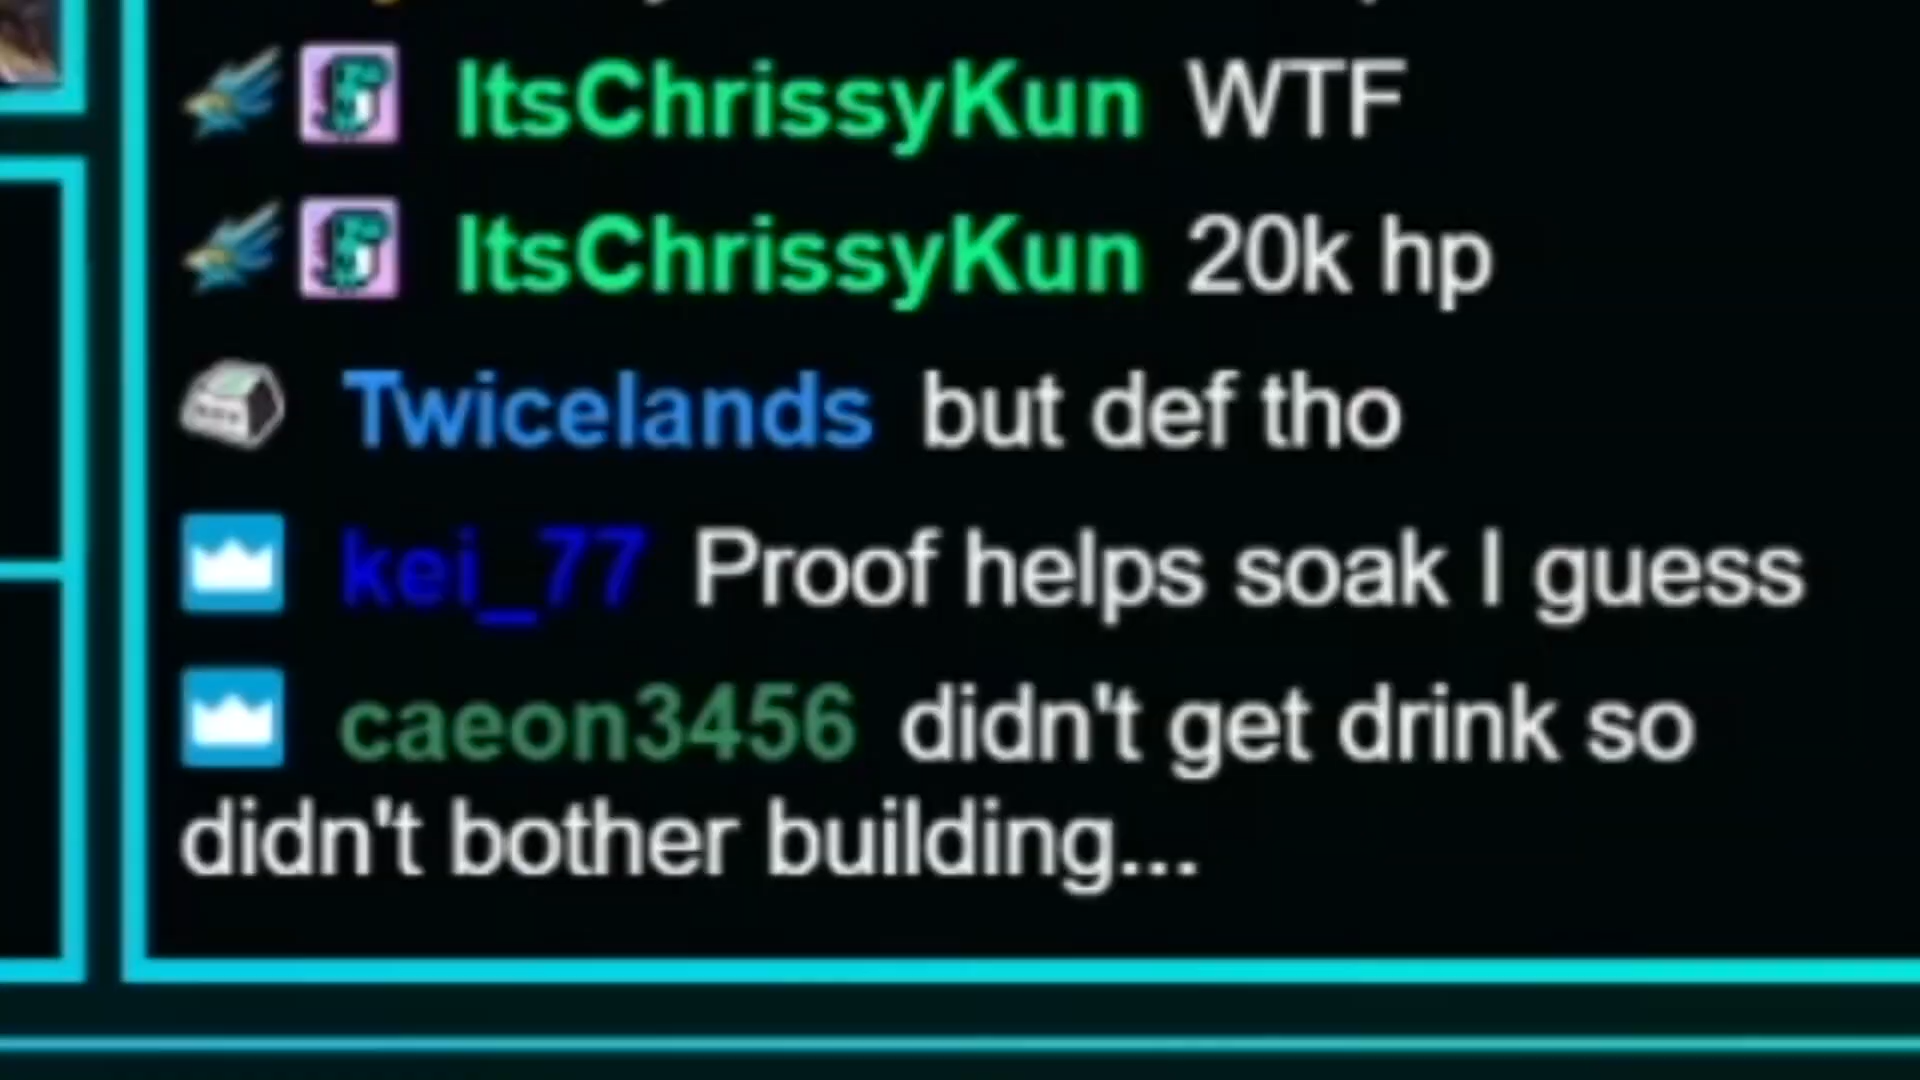 ItsChrissyKun WTF
ItsChrissyKun 20k hp
Twicelands but def tho
kei_77 Proof helps soak I guess
caeon3456 didn't get drink so
didn't bother building...